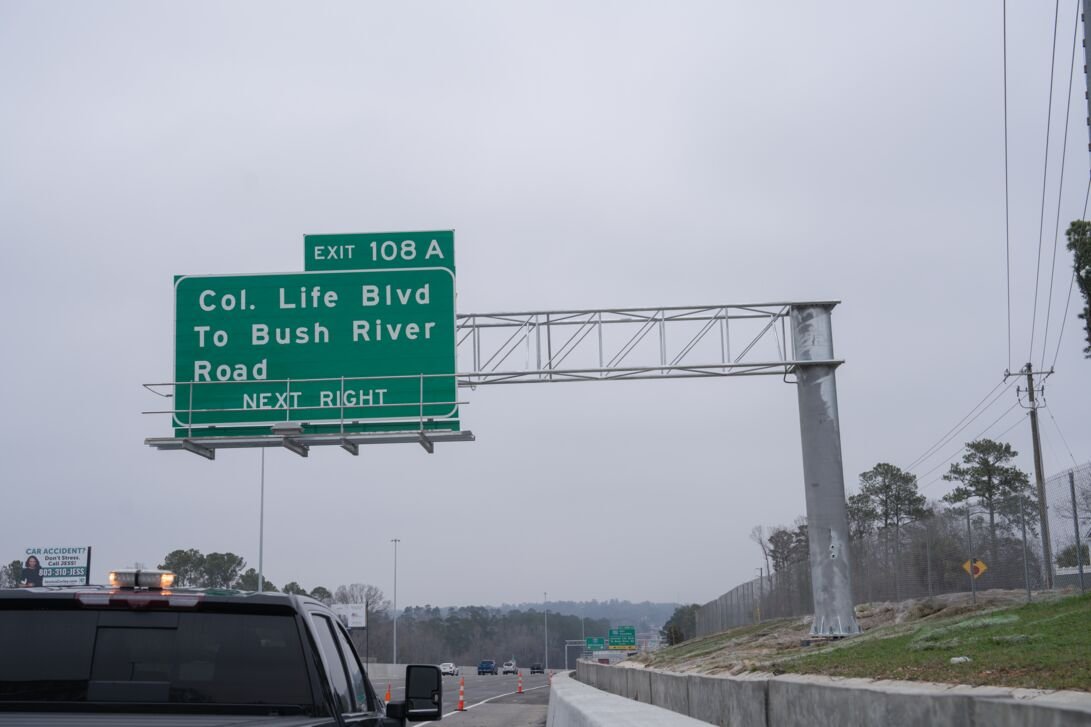 EXIT 108 A
Col. Life Blvd
To Bush River
Road
NEXT RIGHT
CAR ACCIDENT?
Don't Stress.
Call JESS!
803-310-JESS